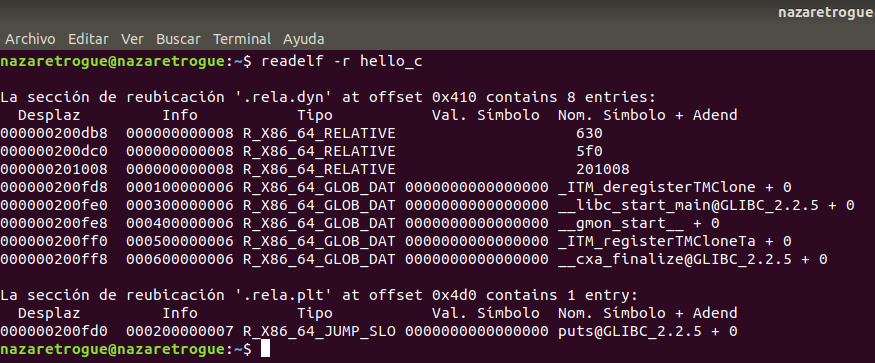 nazaretrogue
Archivo Editar Ver Buscar Terminal Ayuda
nazaretrogue@nazaretrogue:~$ readelf -r hello_c
La sección de reubicación '.rela.dyn' at offset 0x410 contains 8 entries:
  Desplaz          Info           Tipo           Val. Símbolo  Nom. Símbolo + Adend
000000200db8  000000000008 R_X86_64_RELATIVE                    630
000000200dc0  000000000008 R_X86_64_RELATIVE                    5f0
000000201008  000000000008 R_X86_64_RELATIVE                    201008
000000200fd8  000100000006 R_X86_64_GLOB_DAT 0000000000000000 _ITM_deregisterTMClone + 0
000000200fe0  000300000006 R_X86_64_GLOB_DAT 0000000000000000 __libc_start_main@GLIBC_2.2.5 + 0
000000200fe8  000400000006 R_X86_64_GLOB_DAT 0000000000000000 __gmon_start__ + 0
000000200ff0  000500000006 R_X86_64_GLOB_DAT 0000000000000000 _ITM_registerTMCloneTa + 0
000000200ff8  000600000006 R_X86_64_GLOB_DAT 0000000000000000 __cxa_finalize@GLIBC_2.2.5 + 0
La sección de reubicación '.rela.plt' at offset 0x4d0 contains 1 entry:
  Desplaz          Info           Tipo           Val. Símbolo  Nom. Símbolo + Adend
000000200fd0  000200000007 R_X86_64_JUMP_SLO 0000000000000000 puts@GLIBC_2.2.5 + 0
nazaretrogue@nazaretrogue:~$